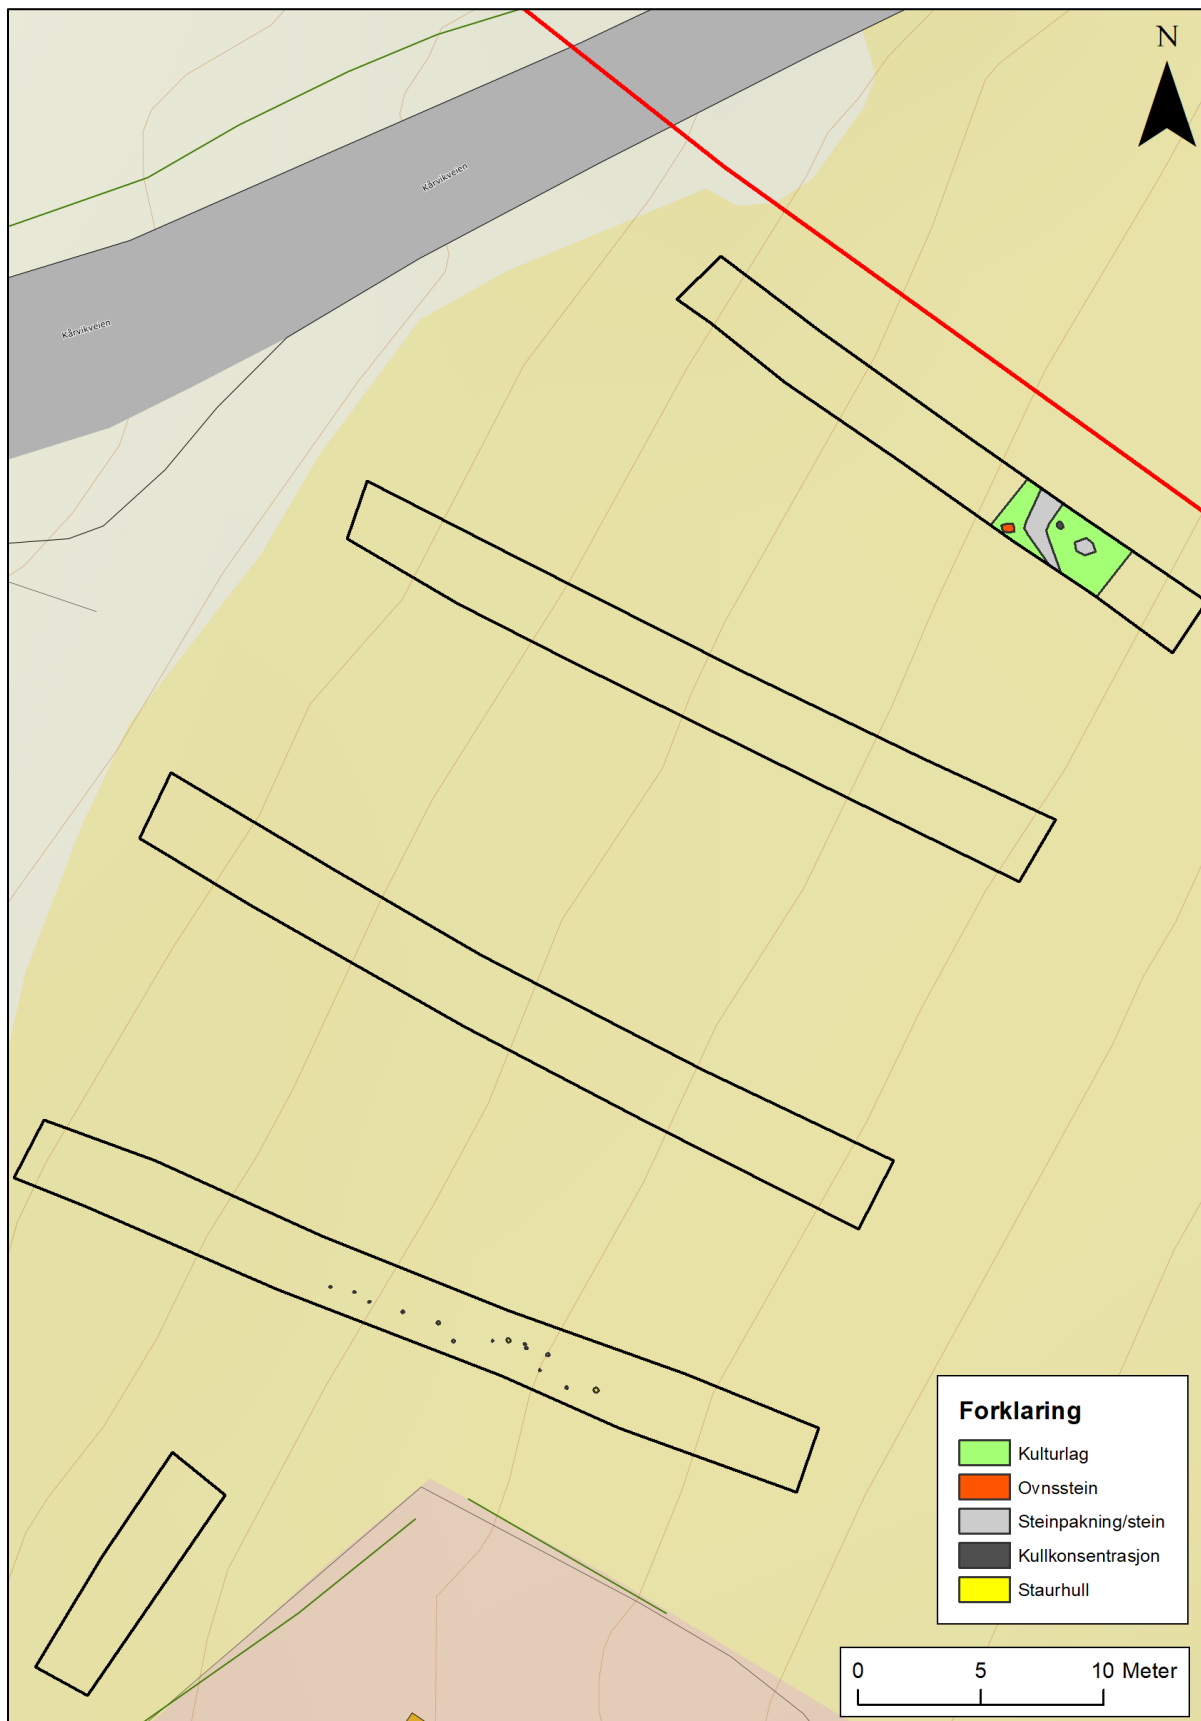 N
Kårvikveien
Kårvikveien
Forklaring
Kulturlag
Ovnsstein
Steinpakning/stein
Kullkonsentrasjon
Staurhull
0 5 10 Meter